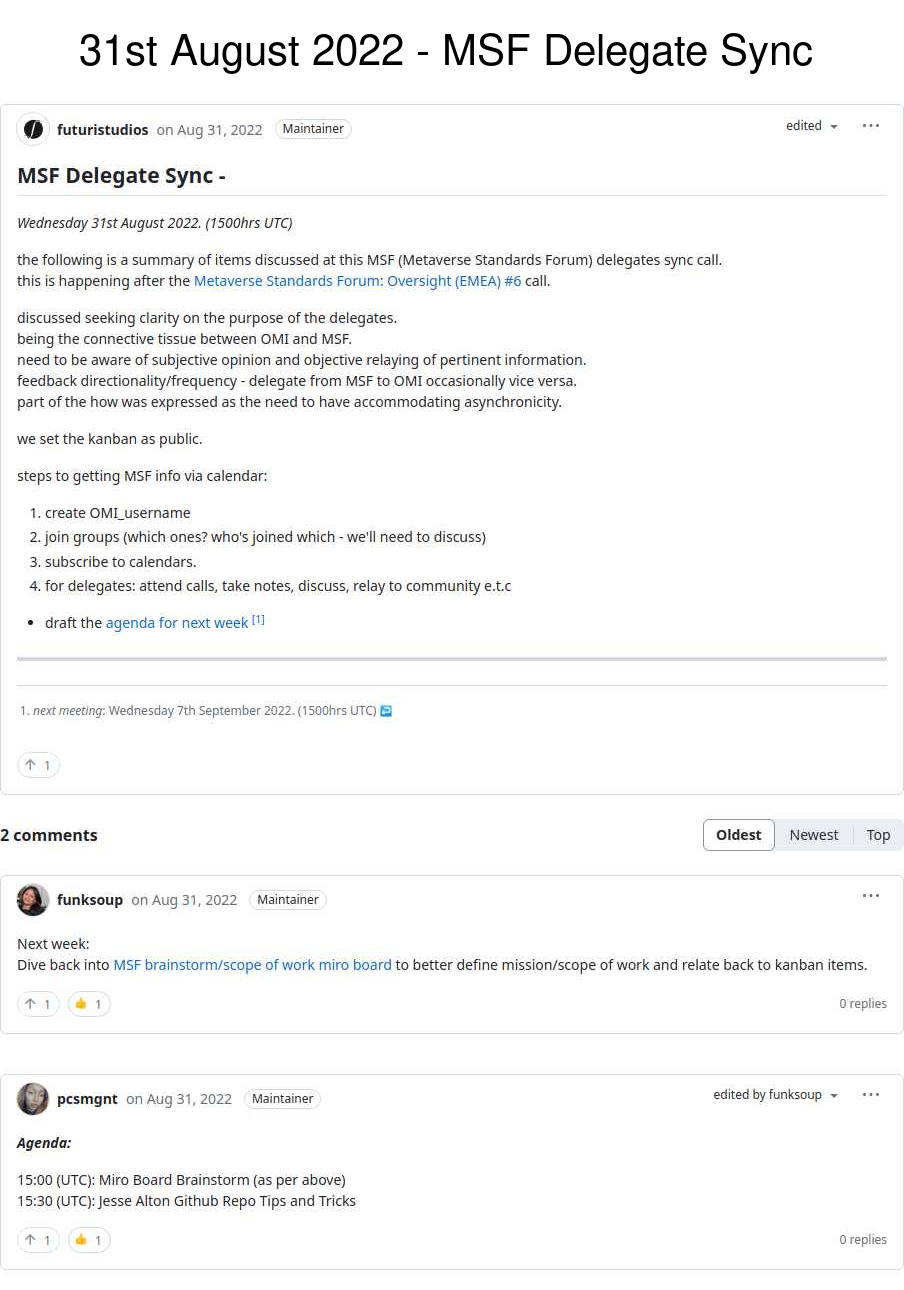 31st August 2022 - MSF Delegate Sync
futuristudios on Aug 31, 2022 Maintainer edited
MSF Delegate Sync -
Wednesday 31st August 2022. (1500hrs UTC)
the following is a summary of items discussed at this MSF (Metaverse Standards Forum) delegates sync call.
this is happening after the Metaverse Standards Forum: Oversight (EMEA) #6 call.
discussed seeking clarity on the purpose of the delegates.
being the connective tissue between OMI and MSF.
need to be aware of subjective opinion and objective relaying of pertinent information.
feedback directionality/frequency - delegate from MSF to OMI occasionally vice versa.
part of the how was expressed as the need to have accommodating asynchronicity.
we set the kanban as public.
steps to getting MSF info via calendar:
1. create OMI_username
2. join groups (which ones? who's joined which - we'll need to discuss)
3. subscribe to calendars.
4. for delegates: attend calls, take notes, discuss, relay to community e.t.c
• draft the agenda for next week [1]
1. next meeting: Wednesday 7th September 2022. (1500hrs UTC) ↩
↑ 1
2 comments Oldest Newest Top
funksoup on Aug 31, 2022 Maintainer
Next week:
Dive back into MSF brainstorm/scope of work miro board to better define mission/scope of work and relate back to kanban items.
↑ 1 👍 1 0 replies
pcsmgnt on Aug 31, 2022 Maintainer edited by funksoup
Agenda:
15:00 (UTC): Miro Board Brainstorm (as per above)
15:30 (UTC): Jesse Alton Github Repo Tips and Tricks
↑ 1 👍 1 0 replies